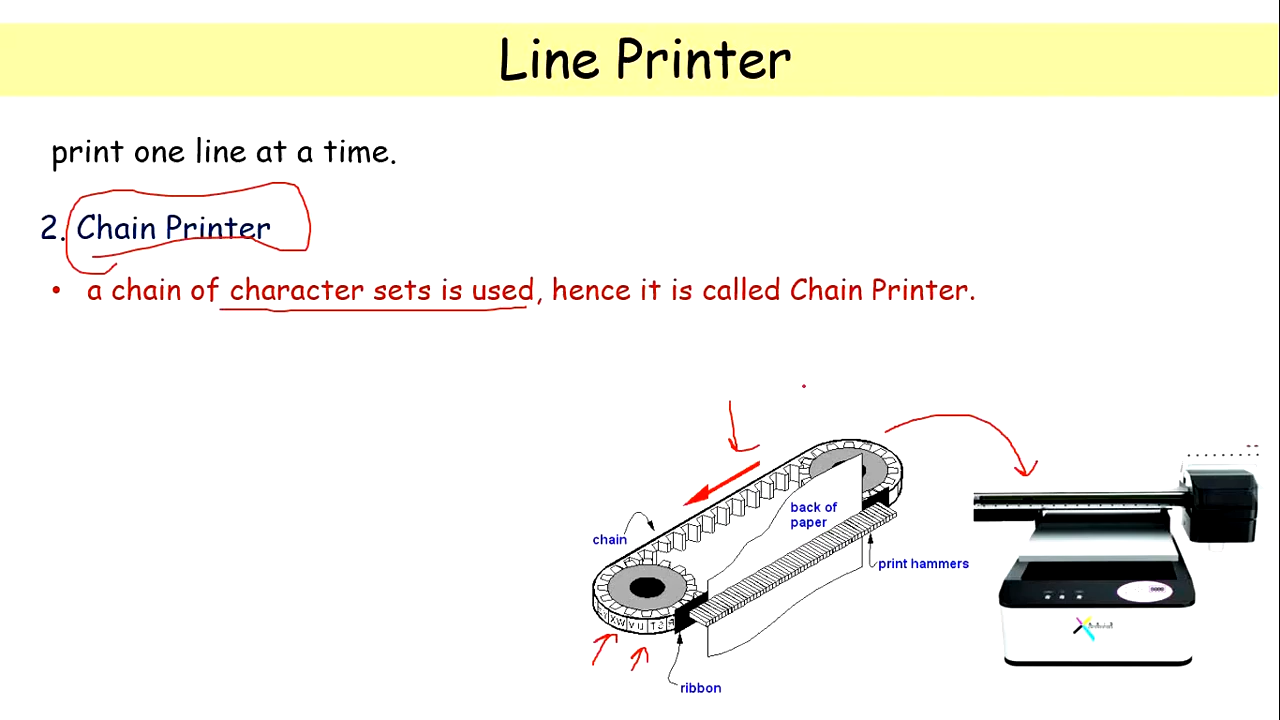 Line Printer
print one line at a time.
2. Chain Printer
• a chain of character sets is used, hence it is called Chain Printer.
back of
paper
chain
print hammers
XWVU
ribbon